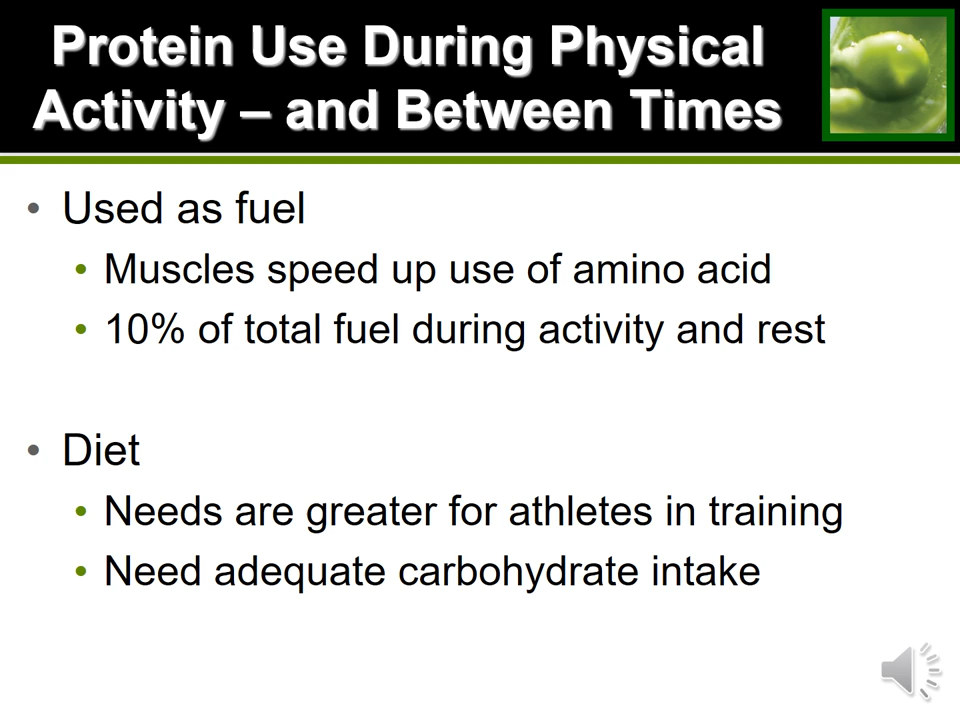 Protein Use During Physical
Activity – and Between Times
• Used as fuel
• Muscles speed up use of amino acid
• 10% of total fuel during activity and rest
• Diet
• Needs are greater for athletes in training
• Need adequate carbohydrate intake